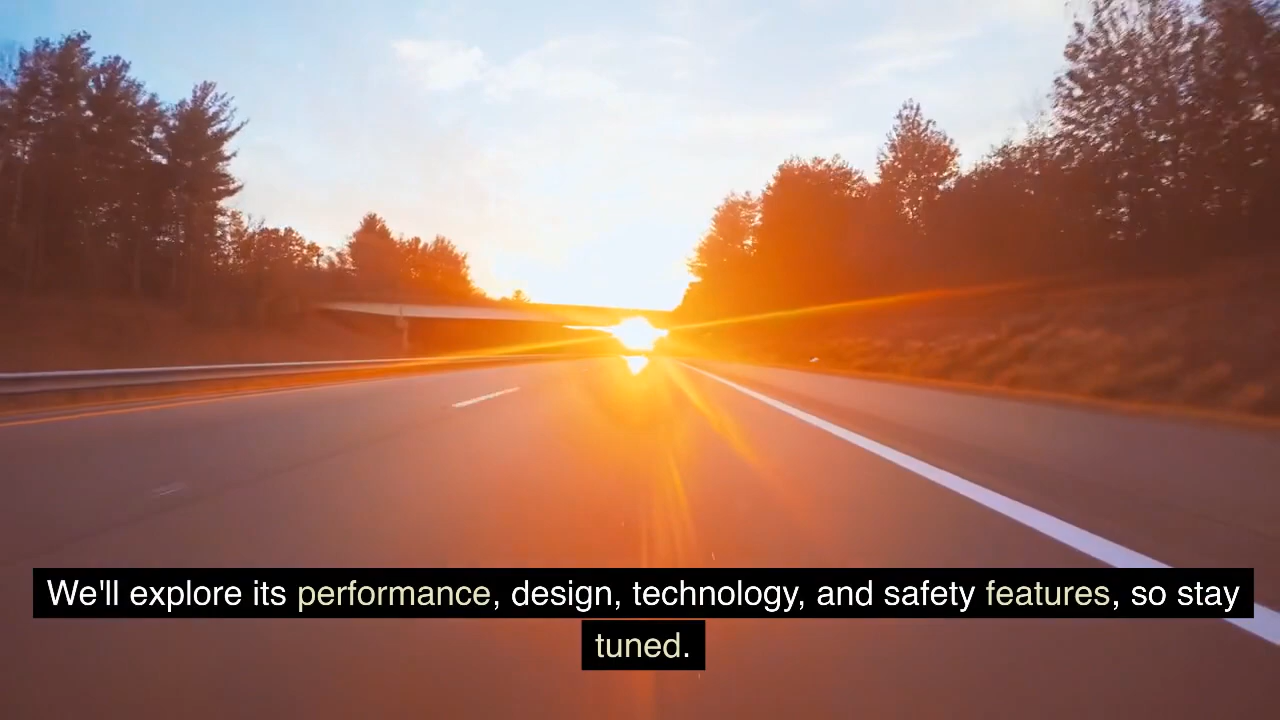 We'll explore its performance, design, technology, and safety features, so stay
tuned.